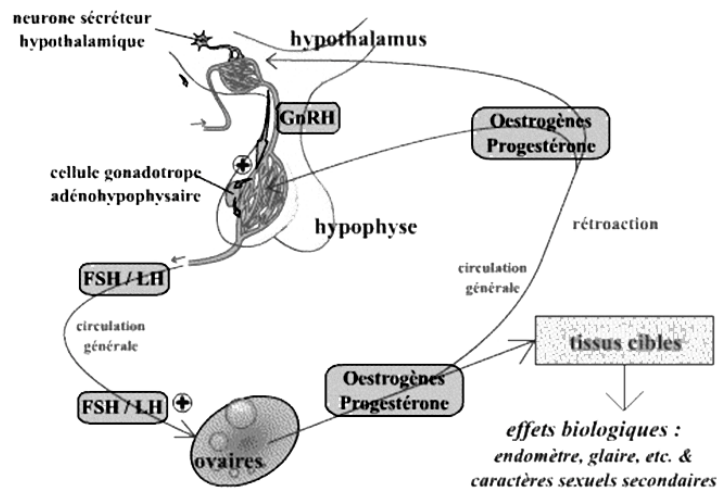 neurone sécréteur
hypothalamique
hypothalamus
GnRH
Oestrogènes
Progestérone
cellule gonadotrope
adénohypophysaire
hypophyse
rétroaction
FSH / LH
circulation
générale
circulation
générale
tissus cibles
Oestrogènes
Progestérone
FSH / LH
ovaires
effets biologiques :
endomètre, glaire, etc. &
caractères sexuels secondaires